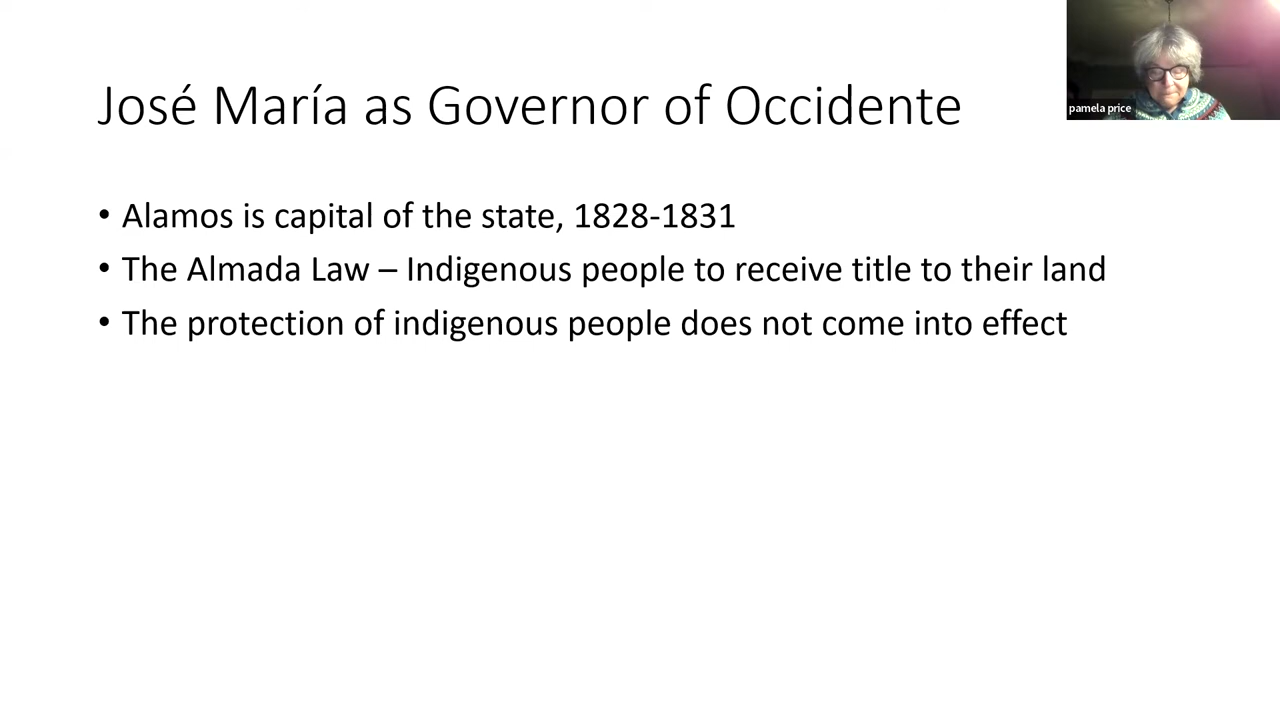 José María as Governor of Occidente
pamela price
• Alamos is capital of the state, 1828-1831
• The Almada Law – Indigenous people to receive title to their land
• The protection of indigenous people does not come into effect